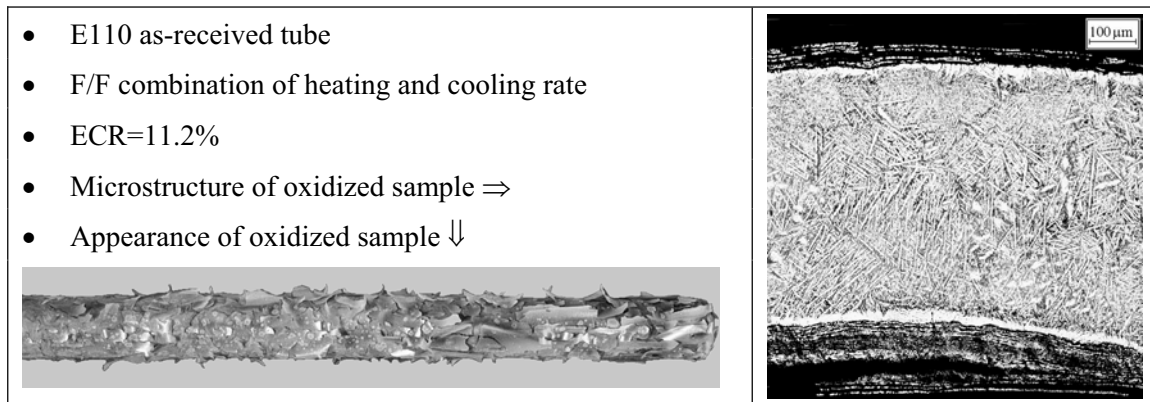 • E110 as-received tube
• F/F combination of heating and cooling rate
• ECR=11.2%
• Microstructure of oxidized sample ⇒
• Appearance of oxidized sample ⇓
100 μm